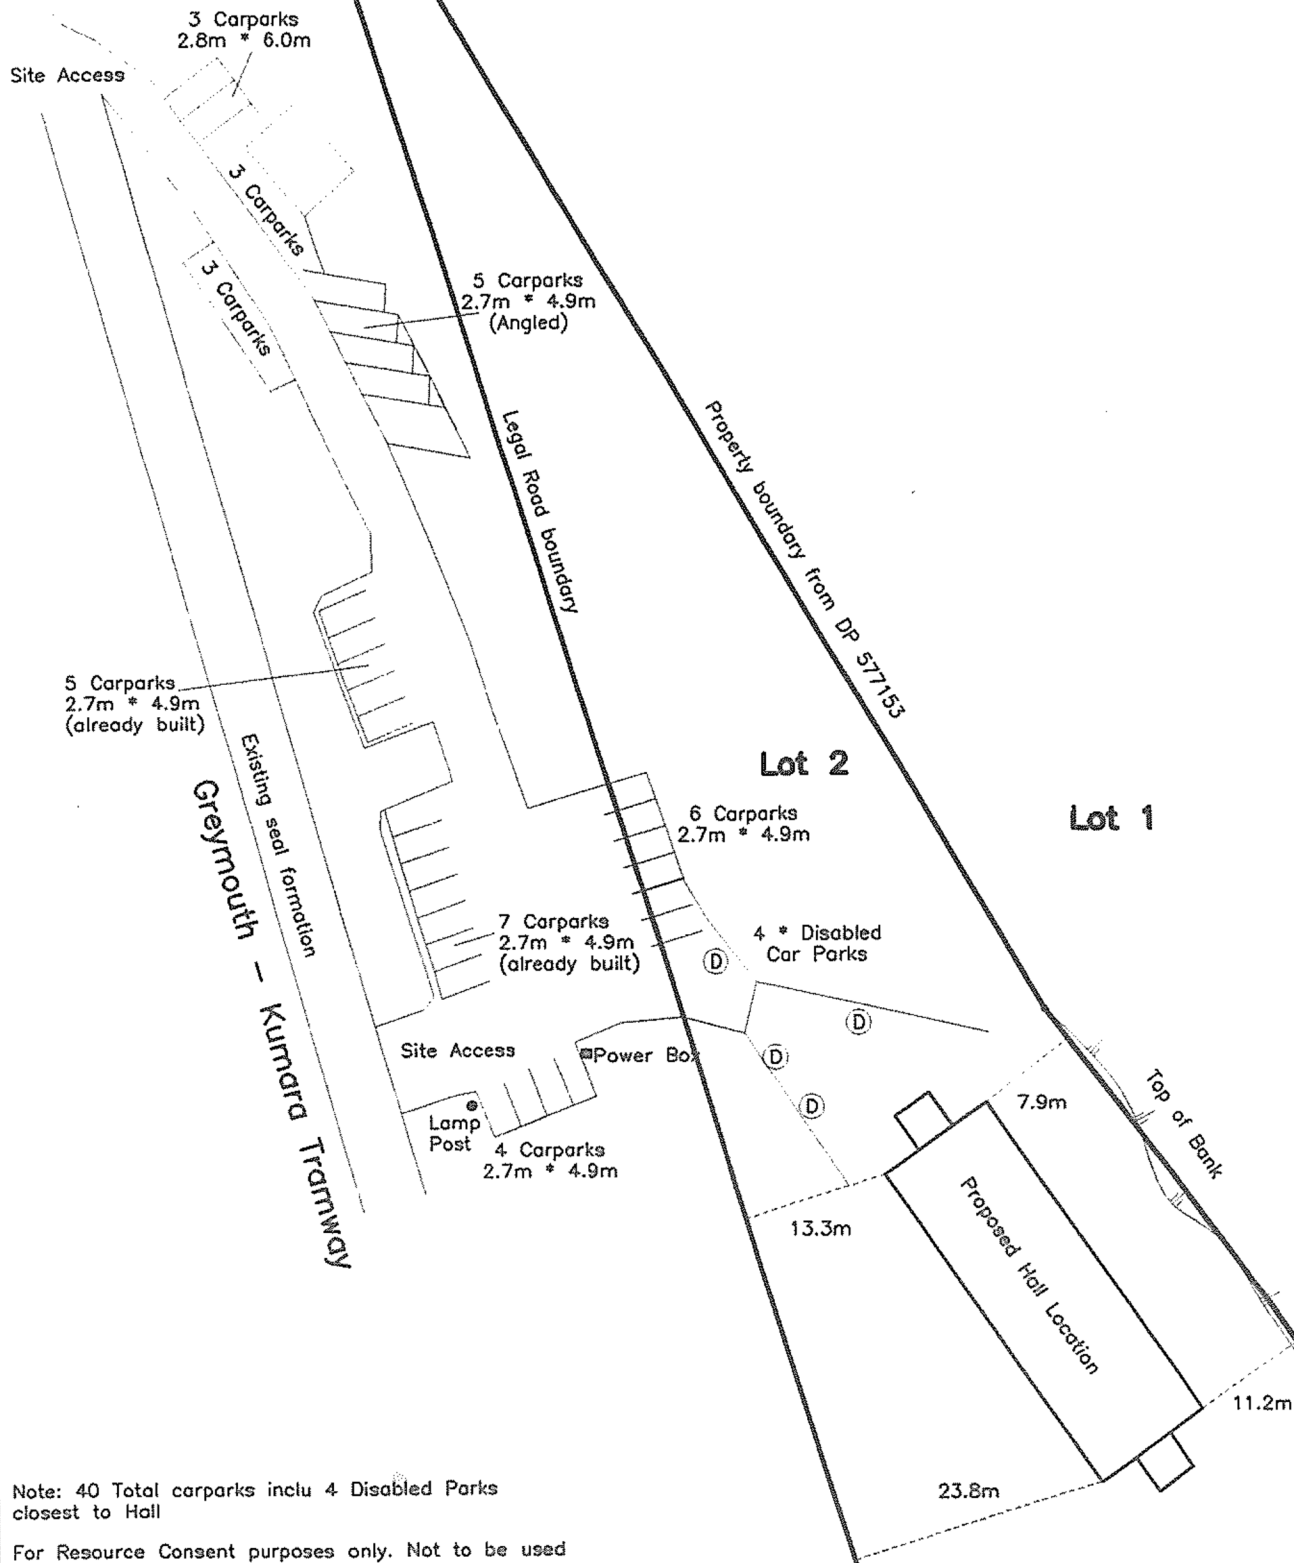 3 Carparks
2.8m * 6.0m
Site Access
3 Carparks
3 Carparks
5 Carparks
2.7m * 4.9m
(Angled)
Legal Road boundary
Property boundary from DP 577153
5 Carparks
2.7m * 4.9m
(already built)
Existing seal formation
Greymouth - Kumara Tramway
Lot 2
Lot 1
6 Carparks
2.7m * 4.9m
7 Carparks
2.7m * 4.9m
(already built)
4 * Disabled
Car Parks
D
D
D
D
Site Access
Power Box
Lamp
Post
4 Carparks
2.7m * 4.9m
7.9m
Top of Bank
13.3m
Proposed Hall Location
11.2m
23.8m
Note: 40 Total carparks inclu 4 Disabled Parks
closest to Hall
For Resource Consent purposes only. Not to be used